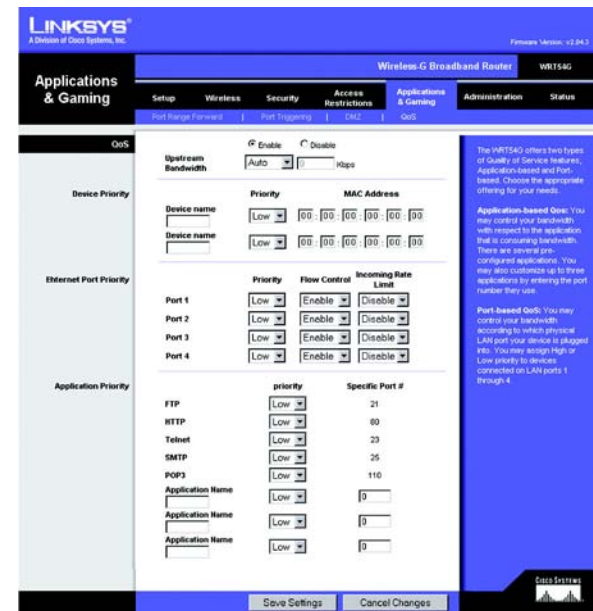 LINKSYS®
A Division of Cisco Systems, Inc.
Firmware Version: v2.04.3
Wireless-G Broadband Router WRT54G
Applications & Gaming
Setup Wireless Security Access Restrictions Applications & Gaming Administration Status
Port Range Forward | Port Triggering | DMZ | QoS
QoS
Enable Disable
Upstream Bandwidth Auto 0 Kbps
Device Priority
Priority MAC Address
Device name
Low 00 : 00 : 00 : 00 : 00 : 00
Device name
Low 00 : 00 : 00 : 00 : 00 : 00
Ethernet Port Priority
Priority Flow Control Incoming Rate Limit
Port 1 Low Enable Disable
Port 2 Low Enable Disable
Port 3 Low Enable Disable
Port 4 Low Enable Disable
Application Priority
priority Specific Port #
FTP Low 21
HTTP Low 80
Telnet Low 23
SMTP Low 25
POP3 Low 110
Application Name
Low 0
Application Name
Low 0
Application Name
Low 0
Save Settings Cancel Changes
The WRT54G offers two types
of Quality of Service features,
Application-based and Port-
based. Choose the appropriate
offering for your needs.
Application-based Qos: You
may control your bandwidth
with respect to the application
that is consuming bandwidth.
There are several pre-
configured applications. You
may also customize up to three
applications by entering the port
number they use.
Port-based QoS: You may
control your bandwidth
according to which physical
LAN port your device is plugged
into. You may assign High or
Low priority to devices
connected on LAN ports 1
through 4.
CISCO SYSTEMS